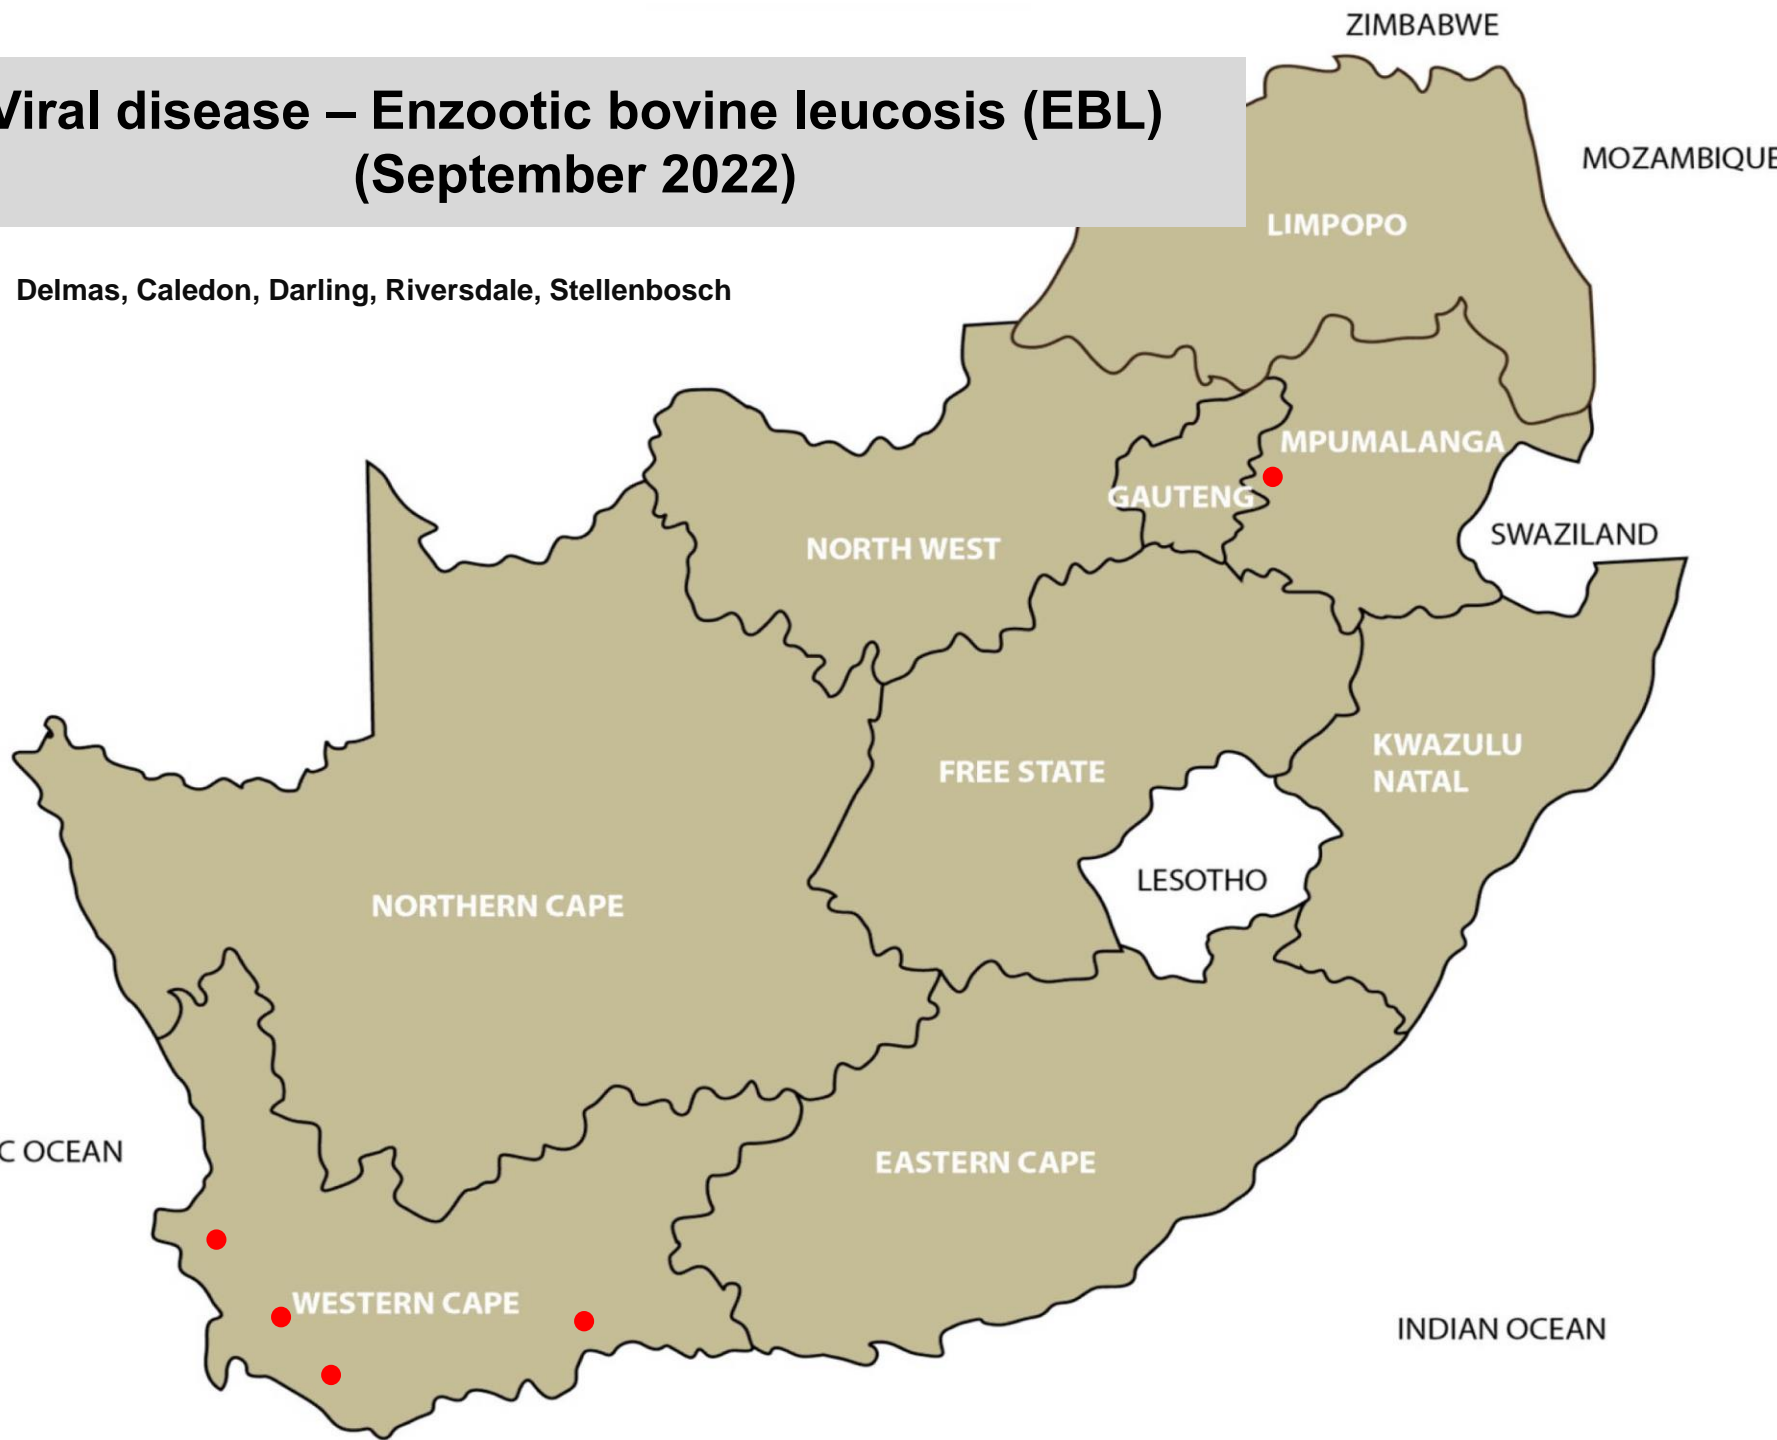 ZIMBABWE
Viral disease – Enzootic bovine leucosis (EBL)
(September 2022)
MOZAMBIQUE
LIMPOPO
Delmas, Caledon, Darling, Riversdale, Stellenbosch
MPUMALANGA
GAUTENG
SWAZILAND
NORTH WEST
KWAZULU
NATAL
FREE STATE
LESOTHO
NORTHERN CAPE
C OCEAN
EASTERN CAPE
WESTERN CAPE
INDIAN OCEAN